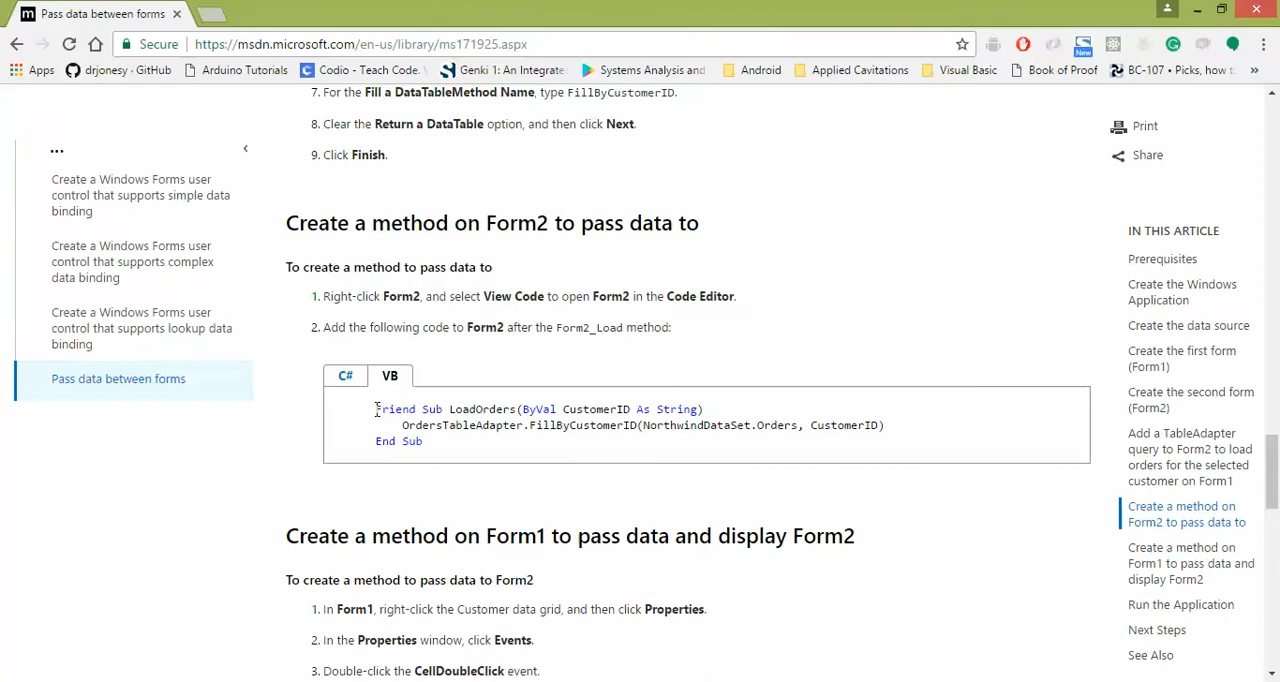 Pass data between forms
Secure
https://msdn.microsoft.com/en-us/library/ms171925.aspx
New
Apps
drjonesy · GitHub
Arduino Tutorials
Codio - Teach Code.
Genki 1: An Integrate
Systems Analysis and
Android
Applied Cavitations
Visual Basic
Book of Proof
BC-107 • Picks, how
»
7. For the Fill a DataTableMethod Name, type FillByCustomerID.
8. Clear the Return a DataTable option, and then click Next.
9. Click Finish.
...
Create a Windows Forms user
control that supports simple data
binding
Create a Windows Forms user
control that supports complex
data binding
Create a Windows Forms user
control that supports lookup data
binding
Pass data between forms
Create a method on Form2 to pass data to
To create a method to pass data to
1. Right-click Form2, and select View Code to open Form2 in the Code Editor.
2. Add the following code to Form2 after the Form2_Load method:
C#
VB
Friend Sub LoadOrders(ByVal CustomerID As String)
OrdersTableAdapter.FillByCustomerID(NorthwindDataSet.Orders, CustomerID)
End Sub
Create a method on Form1 to pass data and display Form2
To create a method to pass data to Form2
1. In Form1, right-click the Customer data grid, and then click Properties.
2. In the Properties window, click Events.
3. Double-click the CellDoubleClick event.
Print
Share
IN THIS ARTICLE
Prerequisites
Create the Windows
Application
Create the data source
Create the first form
(Form1)
Create the second form
(Form2)
Add a TableAdapter
query to Form2 to load
orders for the selected
customer on Form1
Create a method on
Form2 to pass data to
Create a method on
Form1 to pass data and
display Form2
Run the Application
Next Steps
See Also